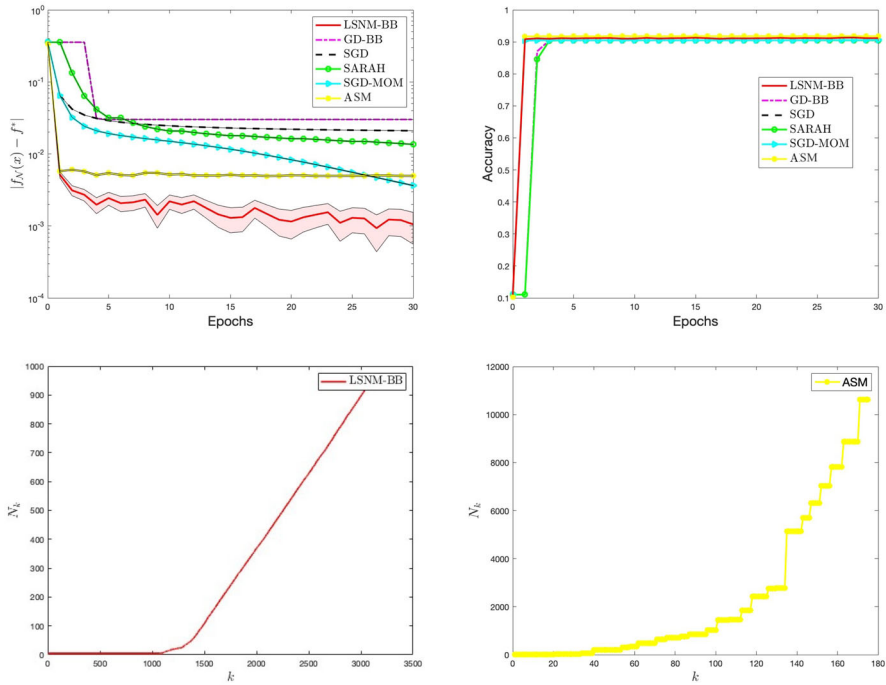 10^0
10^{-1}
10^{-2}
10^{-3}
10^{-4}
|f_N(x) − f*|
LSNM-BB
GD-BB
SGD
SARAH
SGD-MOM
ASM
0 5 10 15 20 25 30
Epochs
1
0.9
0.8
0.7
0.6
0.5
0.4
0.3
0.2
0.1
Accuracy
LSNM-BB
GD-BB
SGD
SARAH
SGD-MOM
ASM
0 5 10 15 20 25 30
Epochs
1000
900
800
700
600
500
400
300
200
100
0
N_k
LSNM-BB
0 500 1000 1500 2000 2500 3000 3500
k
12000
10000
8000
6000
4000
2000
0
N_k
ASM
0 20 40 60 80 100 120 140 160 180
k